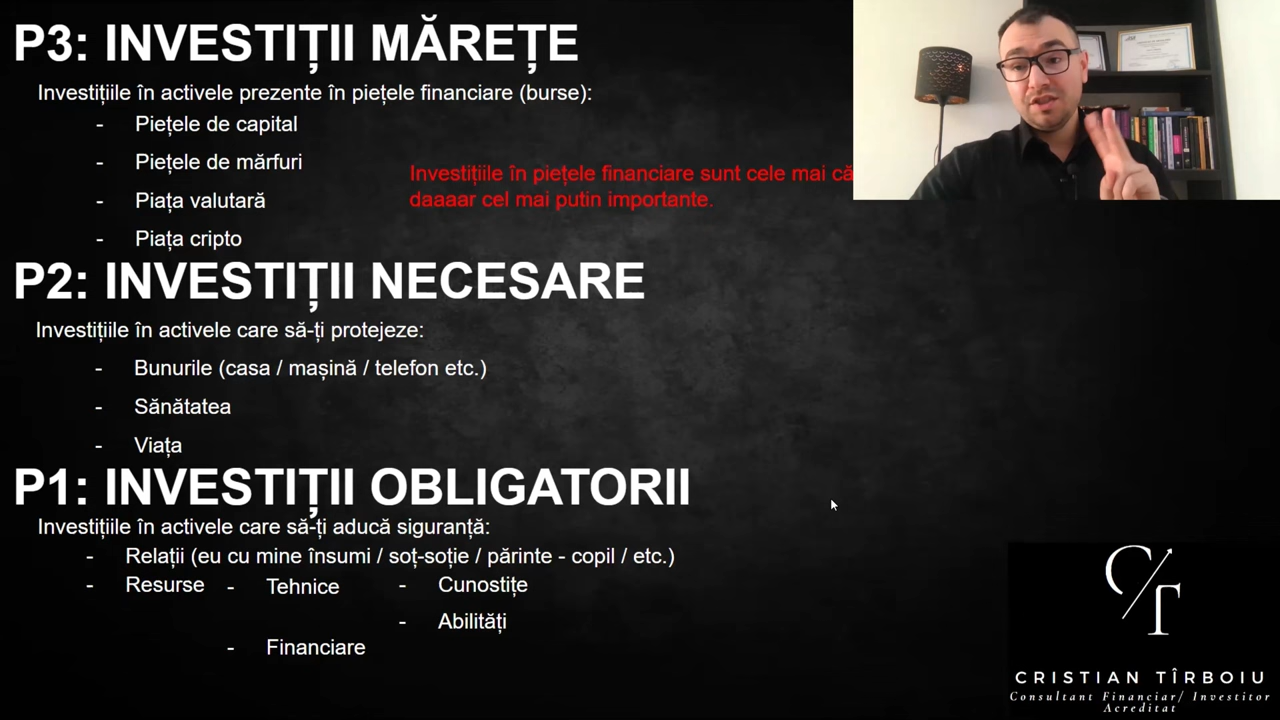 P3: INVESTIȚII MĂREȚE
Investițiile în activele prezente în piețele financiare (burse):
- Piețele de capital
- Piețele de mărfuri
- Piața valutară
- Piața cripto
Investițiile în piețele financiare sunt cele mai
daaaar cel mai putin importante.
P2: INVESTIȚII NECESARE
Investițiile în activele care să-ți protejeze:
- Bunurile (casa / mașină / telefon etc.)
- Sănătatea
- Viața
P1: INVESTIȚII OBLIGATORII
Investițiile în activele care să-ți aducă siguranță:
- Relații (eu cu mine însumi / soț-soție / părinte - copil / etc.)
- Resurse - Tehnice - Cunostițe
- Abilități
- Financiare
CT
CRISTIAN TÎRBOIU
Consultant Financiar/ Investitor
Acreditat